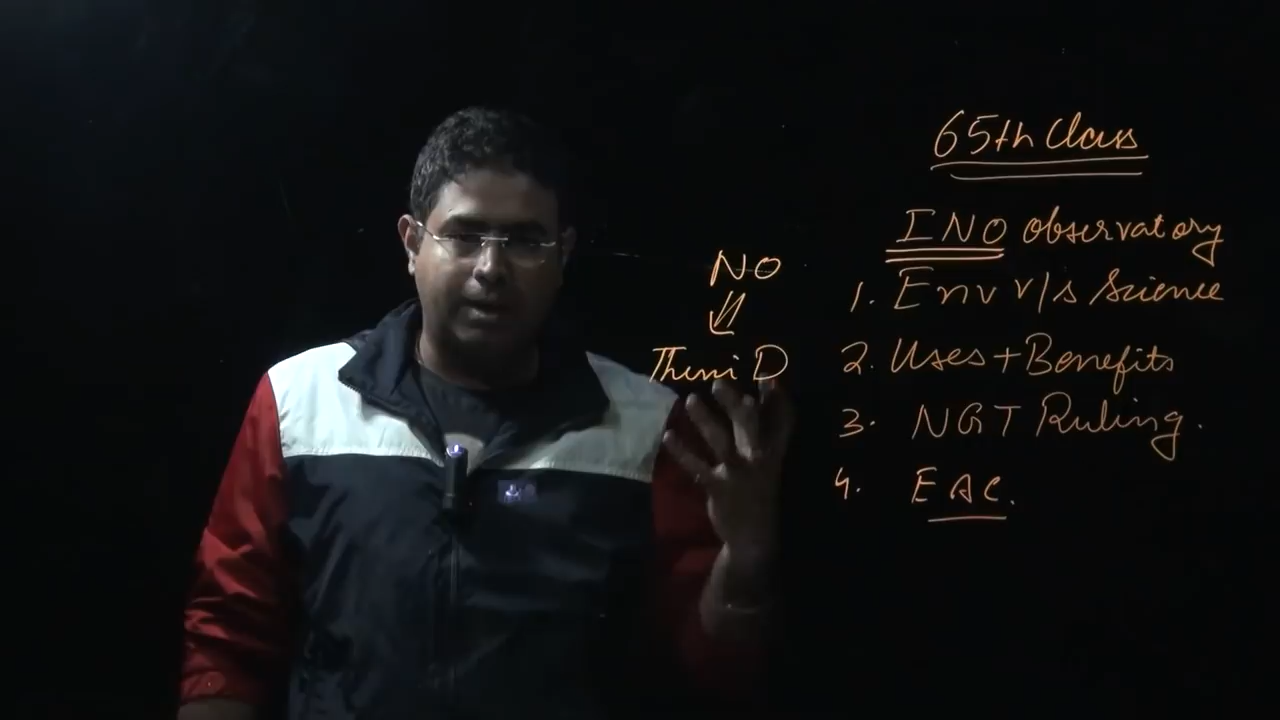 65th Class
INO observatory
1. Env v/s Science
2. Uses + Benefits
3. NGT Ruling.
4. EAC.
NO
Theni D